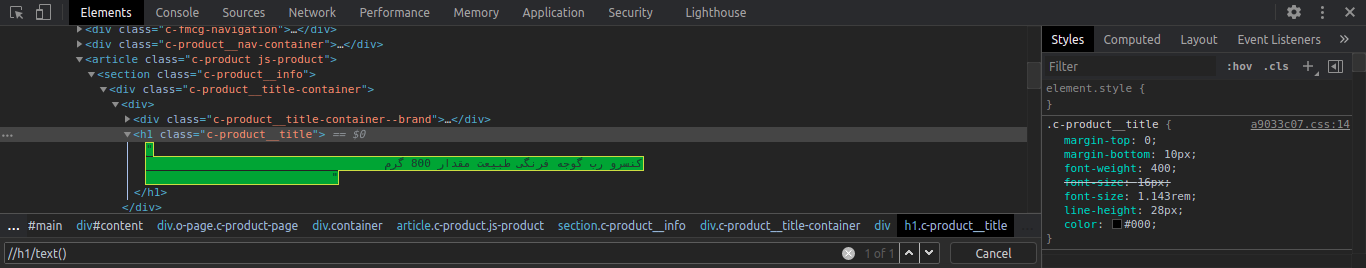 Elements Console Sources Network Performance Memory Application Security Lighthouse
<div class="c-fmcg-navigation">…</div>
<div class="c-product__nav-container">…</div>
<article class="c-product js-product">
<section class="c-product__info">
<div class="c-product__title-container">
<div>
<div class="c-product__title-container--brand">…</div>
… <h1 class="c-product__title"> == $0
"
کنسرو رب گوجه فرنگی طبیعت مقدار 800 گرم
"
</h1>
</div>
... #main div#content div.o-page.c-product-page div.container article.c-product.js-product section.c-product__info div.c-product__title-container div h1.c-product__title ...
//h1/text() 1 of 1 Cancel
Styles Computed Layout Event Listeners »
Filter :hov .cls +
element.style {
}
.c-product__title { a9033c07.css:14
margin-top: 0;
margin-bottom: 10px;
font-weight: 400;
font-size: 16px;
font-size: 1.143rem;
line-height: 28px;
color: #000;
}